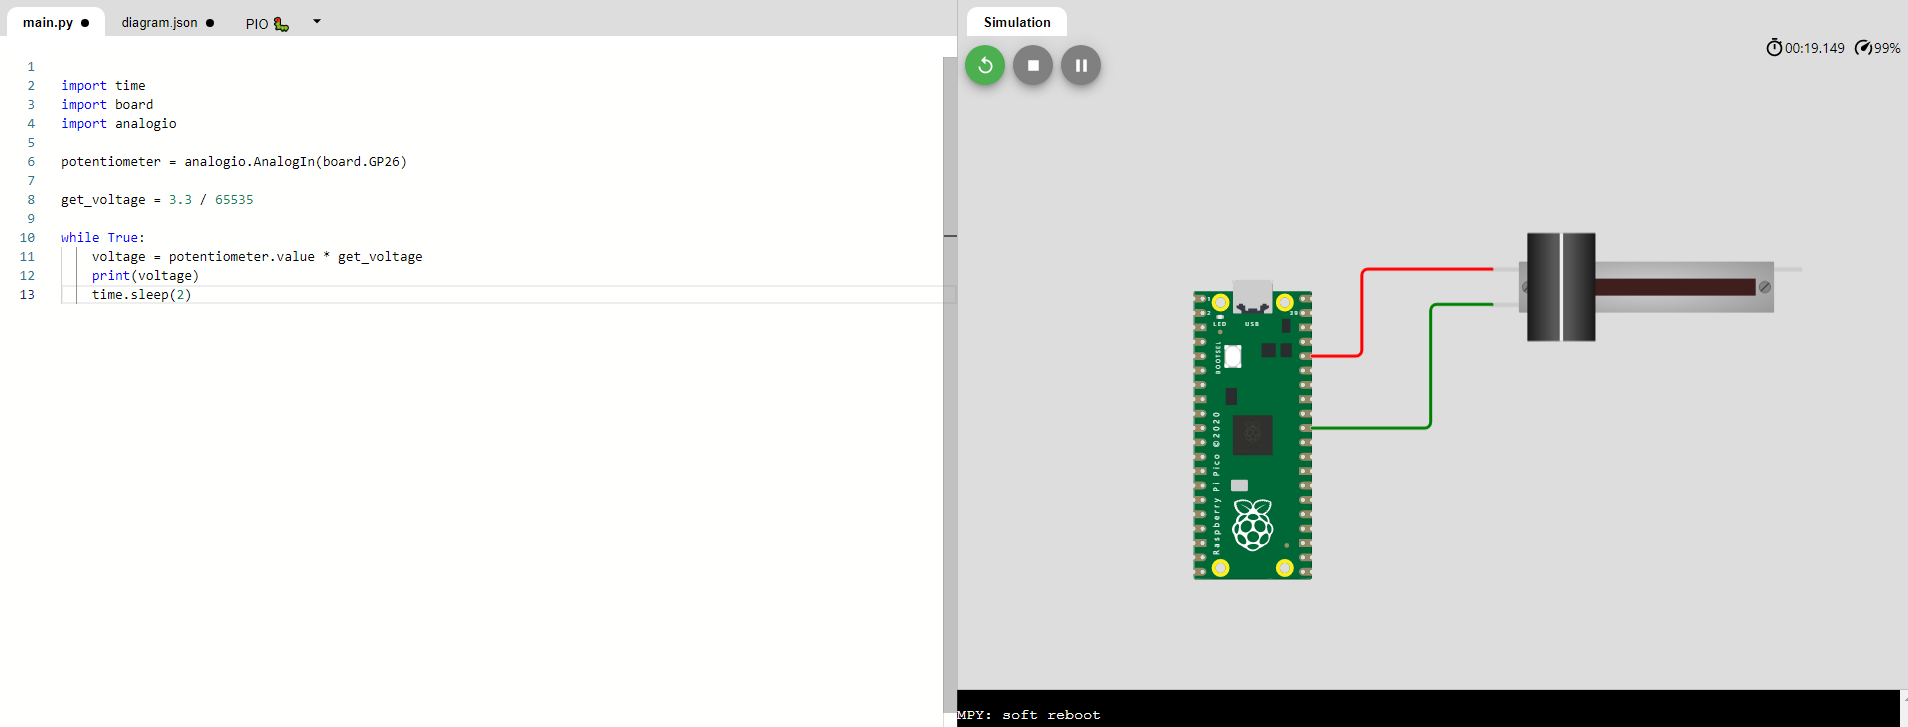 main.py
diagram.json
PIO
Simulation
00:19.149
99%
1
2 import time
3 import board
4 import analogio
5
6 potentiometer = analogio.AnalogIn(board.GP26)
7
8 get_voltage = 3.3 / 65535
9
10 while True:
11 voltage = potentiometer.value * get_voltage
12 print(voltage)
13 time.sleep(2)
1
2
39
LED
USB
BOOTSEL
Raspberry Pi Pico ©2020
MPY: soft reboot